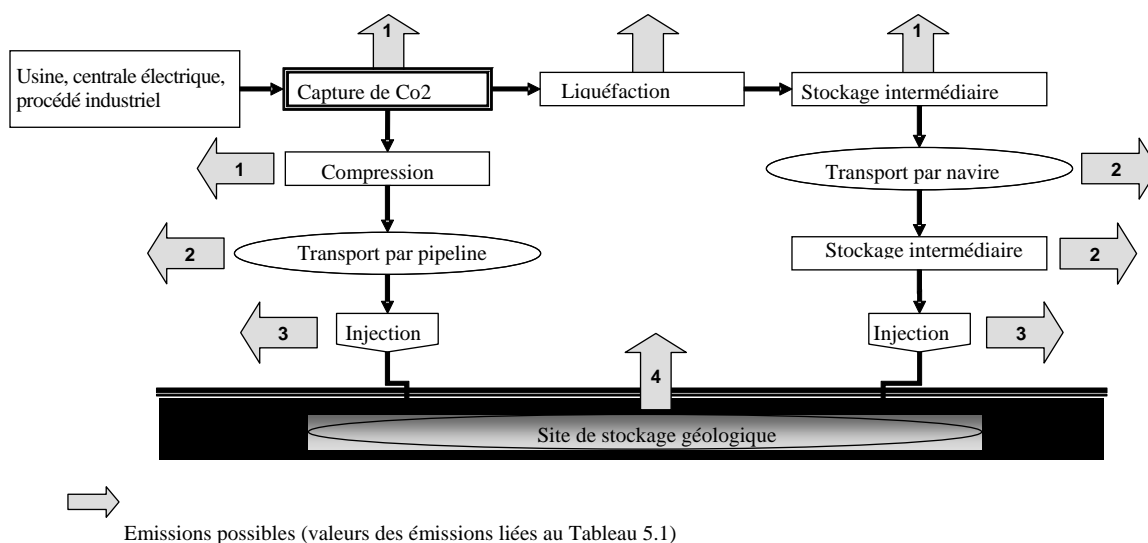 1
1
Usine, centrale électrique,
procédé industriel
Capture de Co2
Liquéfaction
Stockage intermédiaire
1
Compression
Transport par navire
2
2
Transport par pipeline
Stockage intermédiaire
2
3
Injection
Injection
3
4
Site de stockage géologique
Emissions possibles (valeurs des émissions liées au Tableau 5.1)